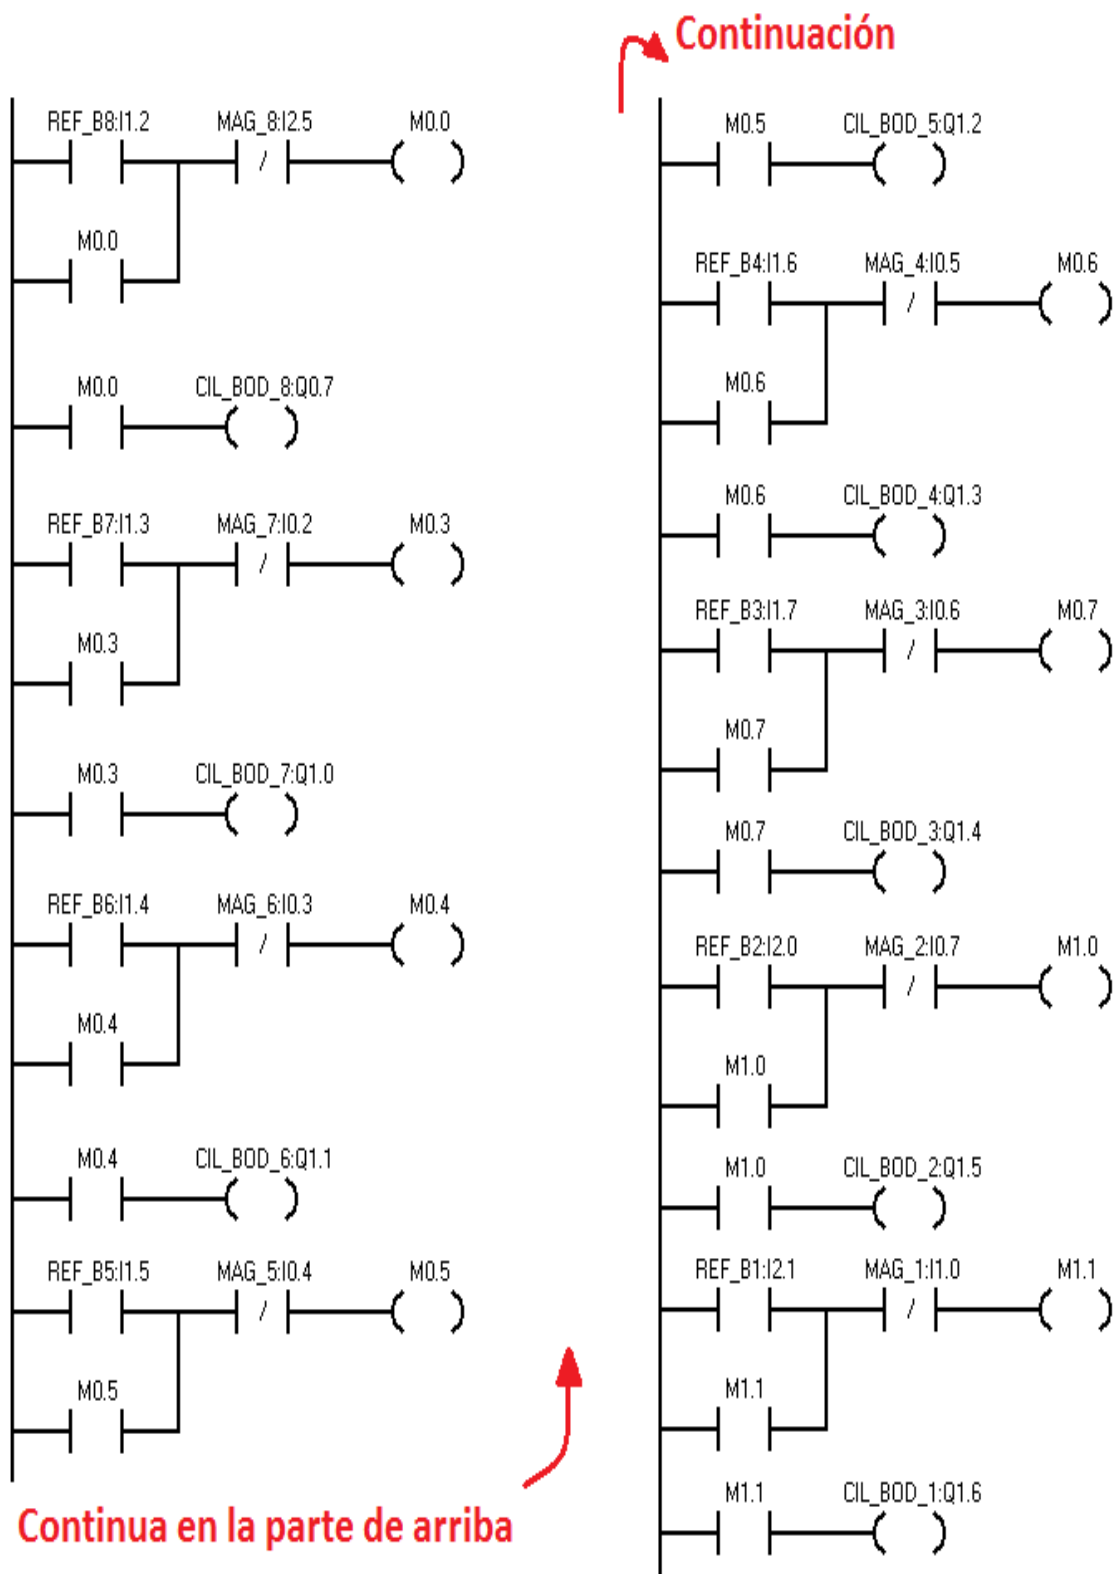 Continuación
REF_B8:I1.2 MAG_8:I2.5 M0.0
M0.0
M0.0 CIL_BOD_8:Q0.7
REF_B7:I1.3 MAG_7:I0.2 M0.3
M0.3
M0.3 CIL_BOD_7:Q1.0
REF_B6:I1.4 MAG_6:I0.3 M0.4
M0.4
M0.4 CIL_BOD_6:Q1.1
REF_B5:I1.5 MAG_5:I0.4 M0.5
M0.5
Continua en la parte de arriba
M0.5 CIL_BOD_5:Q1.2
REF_B4:I1.6 MAG_4:I0.5 M0.6
M0.6
M0.6 CIL_BOD_4:Q1.3
REF_B3:I1.7 MAG_3:I0.6 M0.7
M0.7
M0.7 CIL_BOD_3:Q1.4
REF_B2:I2.0 MAG_2:I0.7 M1.0
M1.0
M1.0 CIL_BOD_2:Q1.5
REF_B1:I2.1 MAG_1:I1.0 M1.1
M1.1
M1.1 CIL_BOD_1:Q1.6